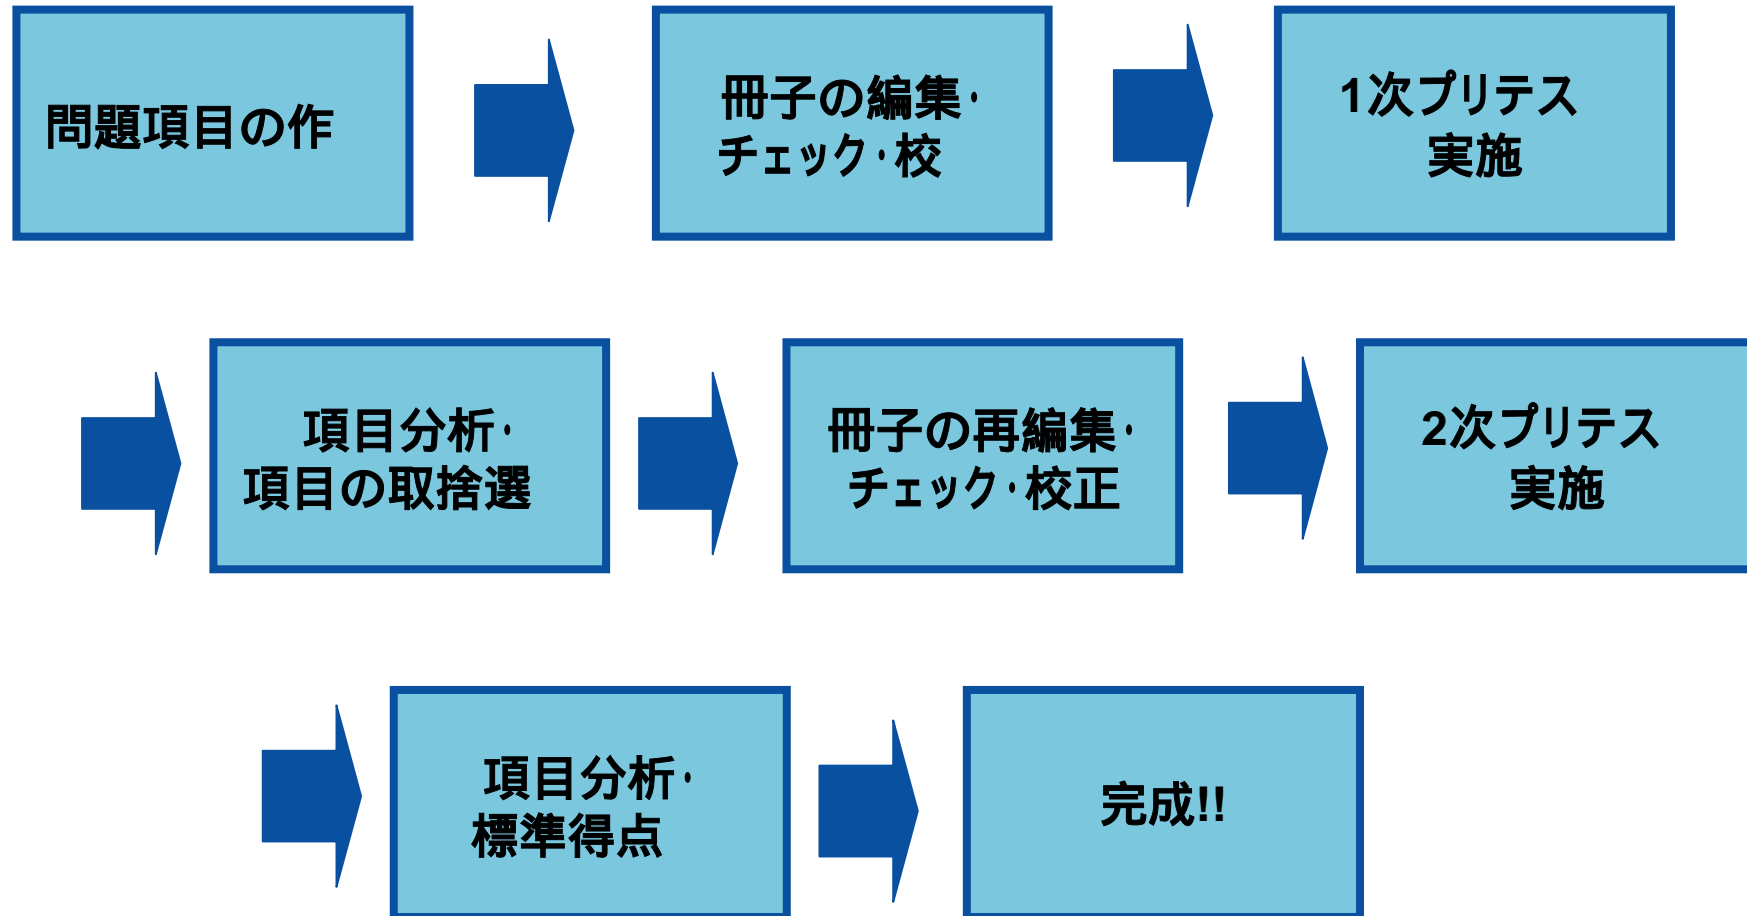 問題項目の作
冊子の編集・
チェック・校
1次プリテス
実施
項目分析・
項目の取捨選
冊子の再編集・
チェック・校正
2次プリテス
実施
項目分析・
標準得点
完成!!